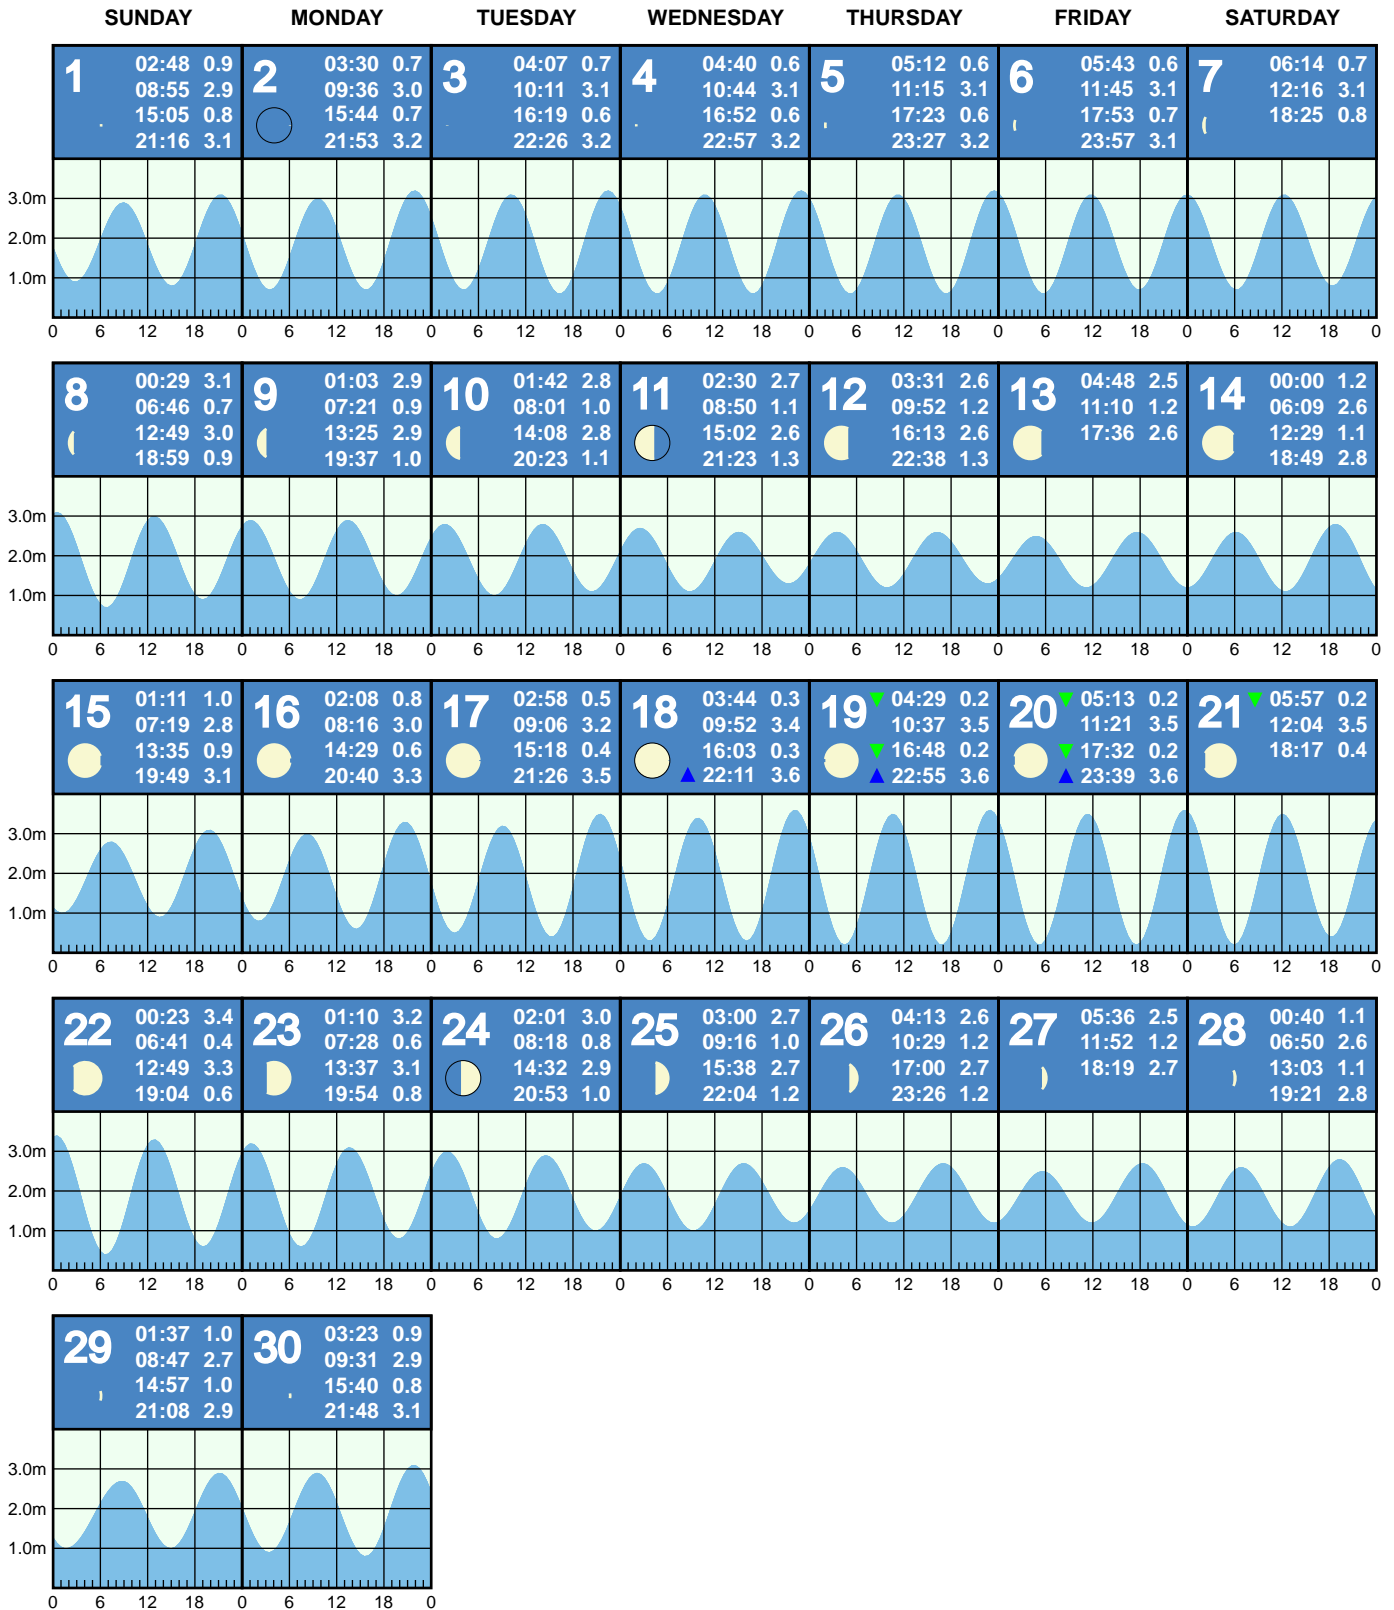 SUNDAY MONDAY TUESDAY WEDNESDAY THURSDAY FRIDAY SATURDAY
1 02:48 0.9 2 03:30 0.7 3 04:07 0.7 4 04:40 0.6 5 05:12 0.6 6 05:43 0.6 7 06:14 0.7
08:55 2.9 09:36 3.0 10:11 3.1 10:44 3.1 11:15 3.1 11:45 3.1 12:16 3.1
15:05 0.8 15:44 0.7 16:19 0.6 16:52 0.6 17:23 0.6 17:53 0.7 18:25 0.8
21:16 3.1 21:53 3.2 22:26 3.2 22:57 3.2 23:27 3.2 23:57 3.1
3.0m
2.0m
1.0m
0 6 12 18 0 6 12 18 0 6 12 18 0 6 12 18 0 6 12 18 0 6 12 18 0 6 12 18 0
8 00:29 3.1 9 01:03 2.9 10 01:42 2.8 11 02:30 2.7 12 03:31 2.6 13 04:48 2.5 14 00:00 1.2
06:46 0.7 07:21 0.9 08:01 1.0 08:50 1.1 09:52 1.2 11:10 1.2 06:09 2.6
12:49 3.0 13:25 2.9 14:08 2.8 15:02 2.6 16:13 2.6 17:36 2.6 12:29 1.1
18:59 0.9 19:37 1.0 20:23 1.1 21:23 1.3 22:38 1.3 18:49 2.8
3.0m
2.0m
1.0m
0 6 12 18 0 6 12 18 0 6 12 18 0 6 12 18 0 6 12 18 0 6 12 18 0 6 12 18 0
15 01:11 1.0 16 02:08 0.8 17 02:58 0.5 18 03:44 0.3 19 04:29 0.2 20 05:13 0.2 21 05:57 0.2
07:19 2.8 08:16 3.0 09:06 3.2 09:52 3.4 10:37 3.5 11:21 3.5 12:04 3.5
13:35 0.9 14:29 0.6 15:18 0.4 16:03 0.3 16:48 0.2 17:32 0.2 18:17 0.4
19:49 3.1 20:40 3.3 21:26 3.5 22:11 3.6 22:55 3.6 23:39 3.6
3.0m
2.0m
1.0m
0 6 12 18 0 6 12 18 0 6 12 18 0 6 12 18 0 6 12 18 0 6 12 18 0 6 12 18 0
22 00:23 3.4 23 01:10 3.2 24 02:01 3.0 25 03:00 2.7 26 04:13 2.6 27 05:36 2.5 28 00:40 1.1
06:41 0.4 07:28 0.6 08:18 0.8 09:16 1.0 10:29 1.2 11:52 1.2 06:50 2.6
12:49 3.3 13:37 3.1 14:32 2.9 15:38 2.7 17:00 2.7 18:19 2.7 13:03 1.1
19:04 0.6 19:54 0.8 20:53 1.0 22:04 1.2 23:26 1.2 19:21 2.8
3.0m
2.0m
1.0m
0 6 12 18 0 6 12 18 0 6 12 18 0 6 12 18 0 6 12 18 0 6 12 18 0 6 12 18 0
29 01:37 1.0 30 03:23 0.9
08:47 2.7 09:31 2.9
14:57 1.0 15:40 0.8
21:08 2.9 21:48 3.1
3.0m
2.0m
1.0m
0 6 12 18 0 6 12 18 0